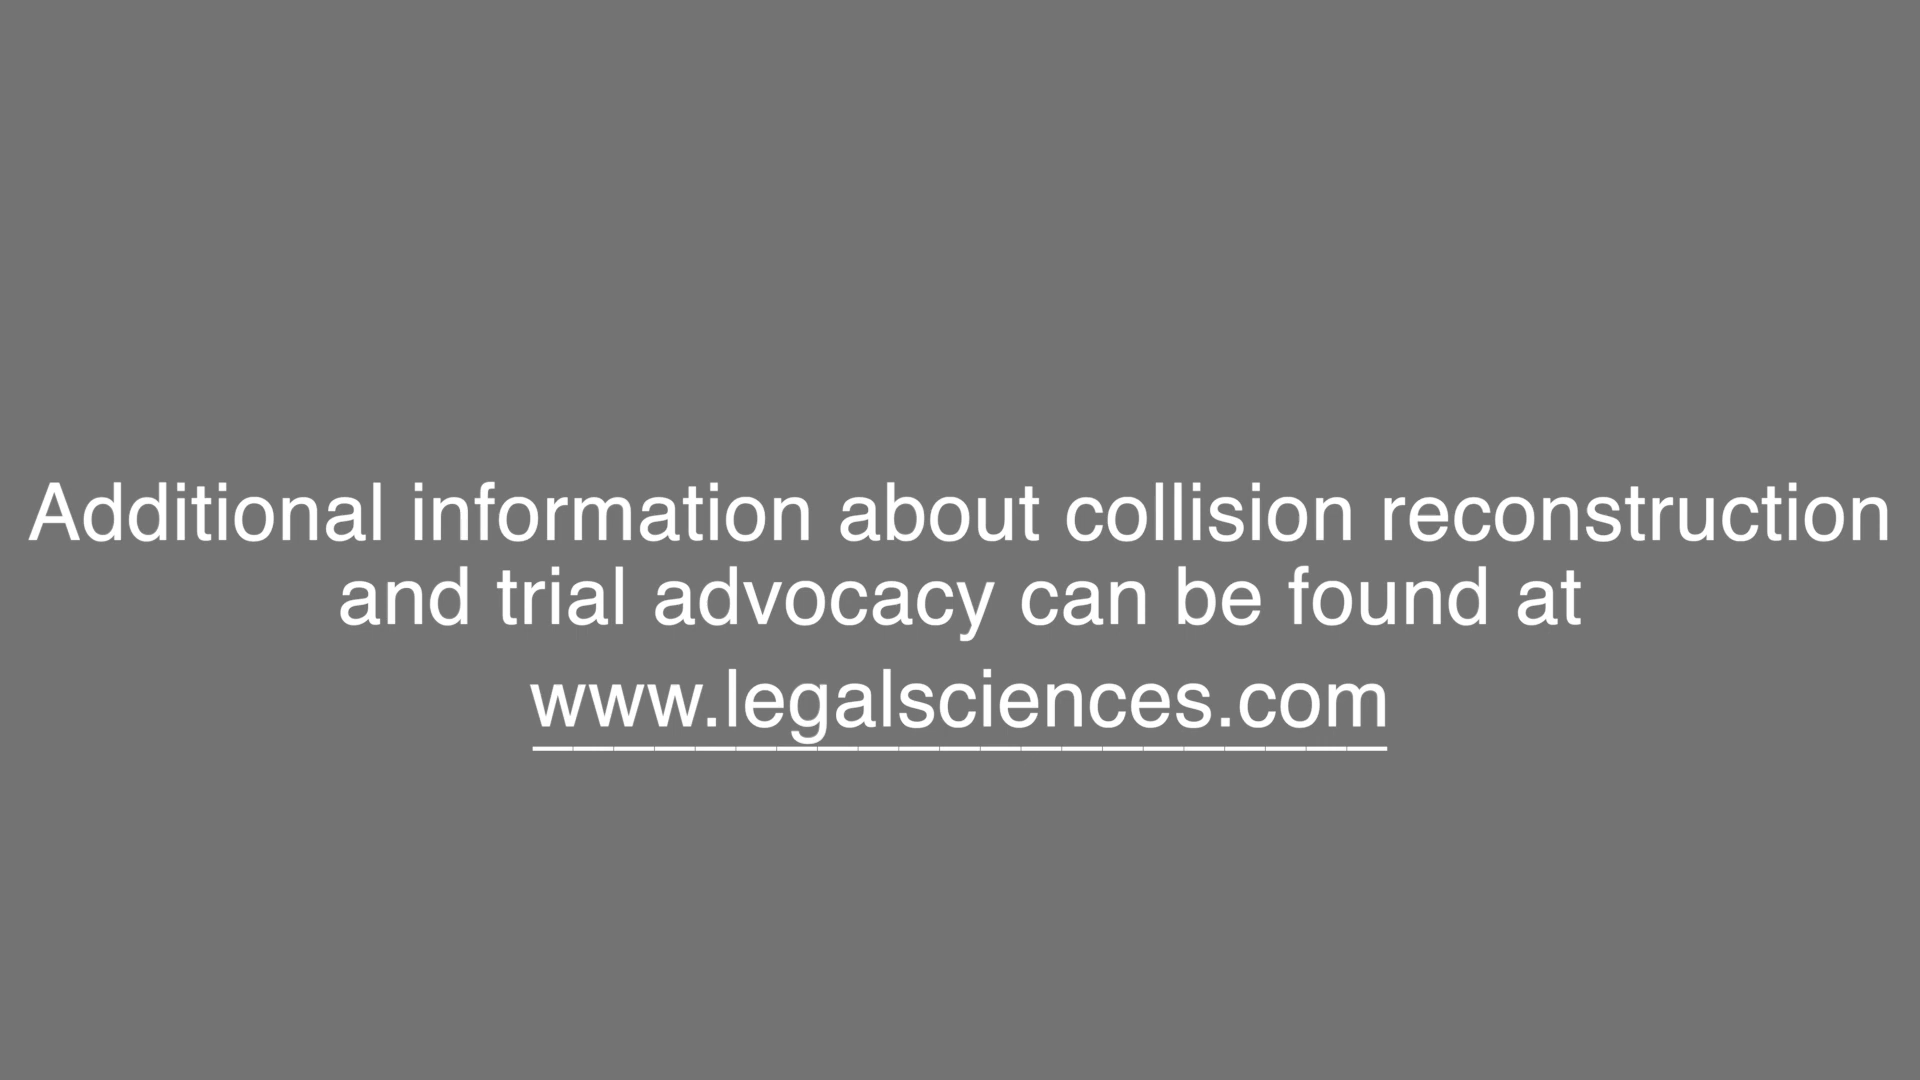 Additional information about collision reconstruction
and trial advocacy can be found at
www.legalsciences.com